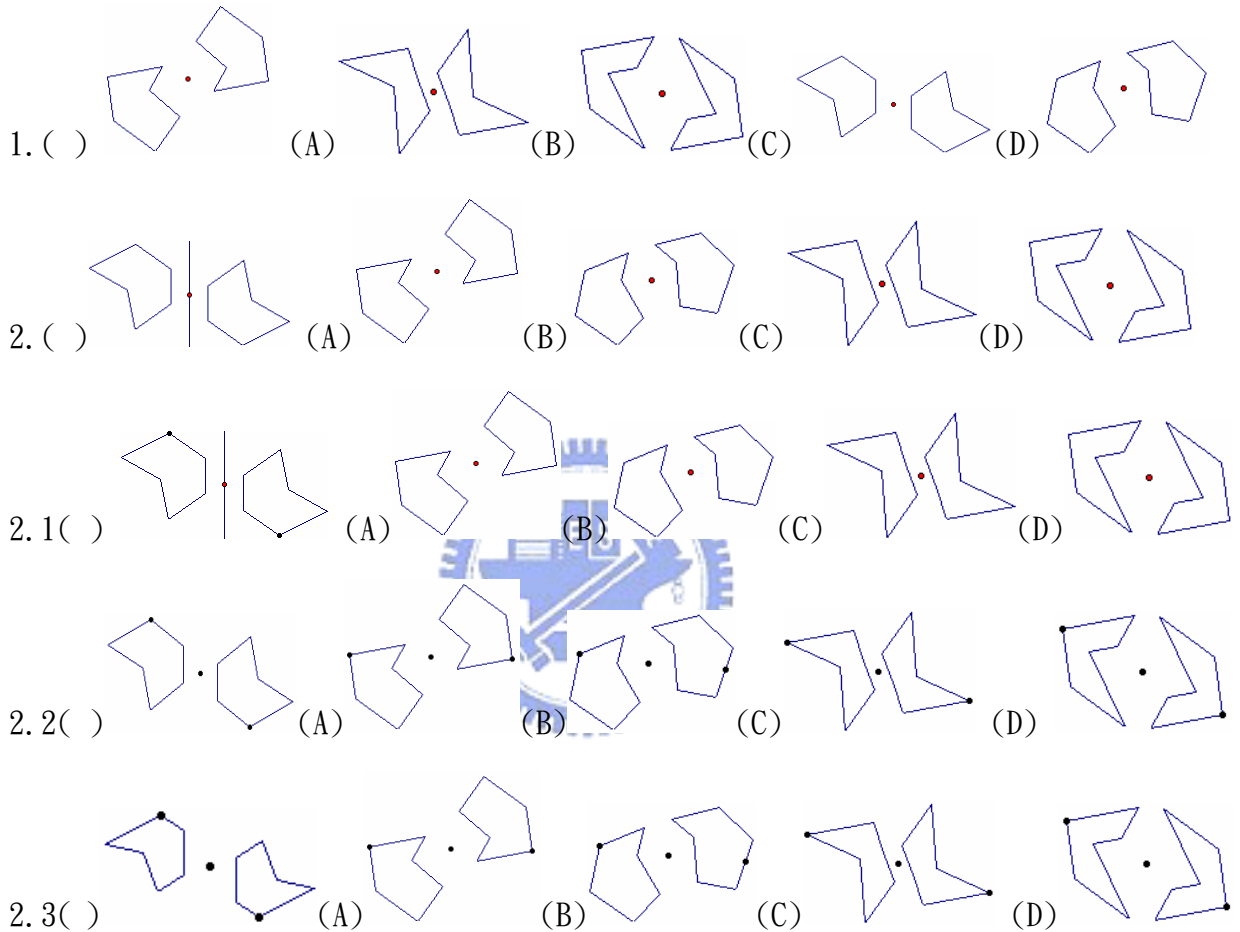 1.( ) (A) (B) (C) (D)
2.( ) (A) (B) (C) (D)
2.1( ) (A) (B) (C) (D)
2.2( ) (A) (B) (C) (D)
2.3( ) (A) (B) (C) (D)